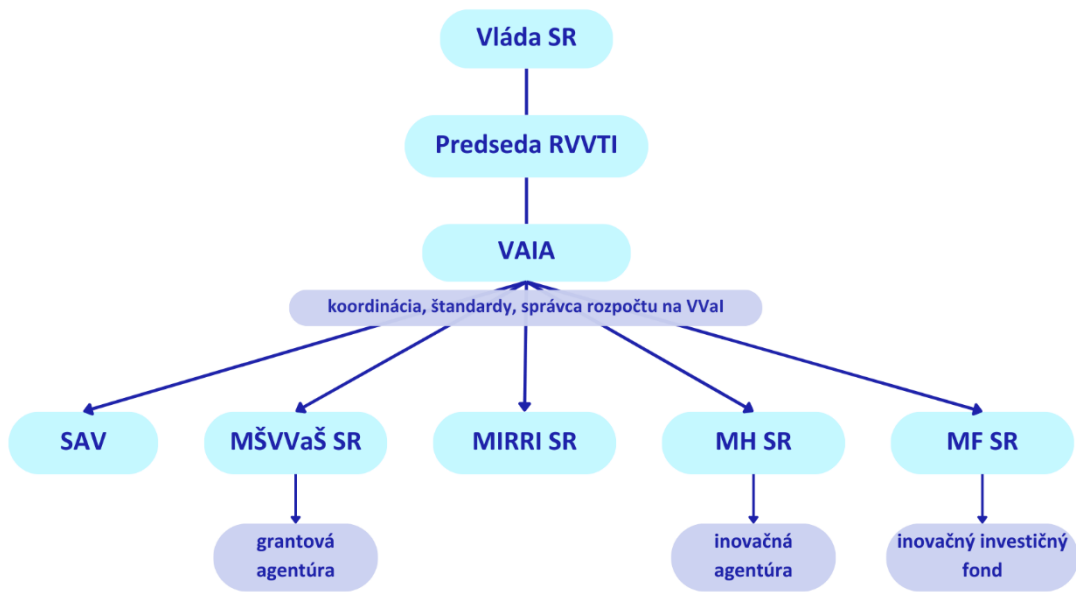 Vláda SR
Predseda RVVTI
VAIA
koordinácia, štandardy, správca rozpočtu na VVaI
SAV
MŠVVaŠ SR
MIRRI SR
MH SR
MF SR
grantová
agentúra
inovačná
agentúra
inovačný investičný
fond